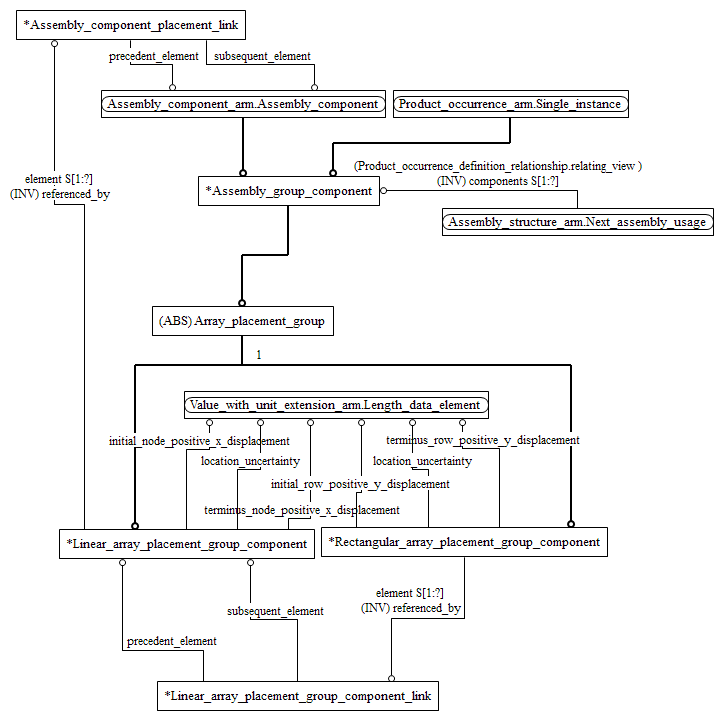 *Assembly_component_placement_link
precedent_element
subsequent_element
Assembly_component_arm.Assembly_component
Product_occurrence_arm.Single_instance
element S[1:?]
(INV) referenced_by
(Product_occurrence_definition_relationship.relating_view )
(INV) components S[1:?]
*Assembly_group_component
Assembly_structure_arm.Next_assembly_usage
(ABS) Array_placement_group
1
Value_with_unit_extension_arm.Length_data_element
initial_node_positive_x_displacement
terminus_row_positive_y_displacement
location_uncertainty
location_uncertainty
initial_row_positive_y_displacement
terminus_node_positive_x_displacement
*Linear_array_placement_group_component
*Rectangular_array_placement_group_component
element S[1:?]
(INV) referenced_by
subsequent_element
precedent_element
*Linear_array_placement_group_component_link